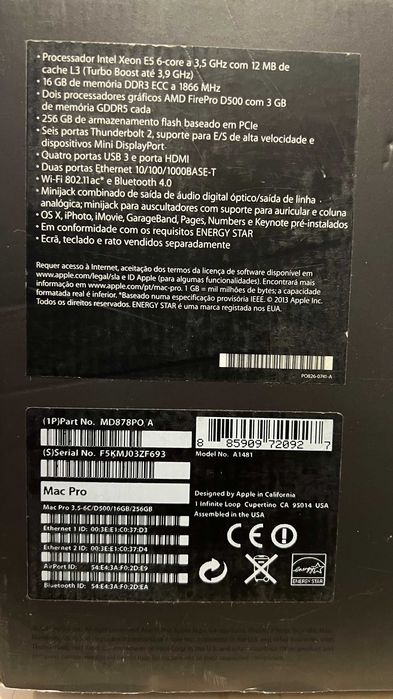 • Processador Intel Xeon E5 6-core a 3,5 GHz com 12 MB de
cache L3 (Turbo Boost até 3,9 GHz)
• 16 GB de memória DDR3 ECC a 1866 MHz
• Dois processadores gráficos AMD FirePro D500 com 3 GB
de memória GDDR5 cada
• 256 GB de armazenamento flash baseado em PCIe
• Seis portas Thunderbolt 2, suporte para E/S de alta velocidade e
dispositivos Mini DisplayPort
• Quatro portas USB 3 e porta HDMI
• Duas portas Ethernet 10/100/1000BASE-T
• Wi-Fi 802.11ac* e Bluetooth 4.0
• Minijack combinado de saída de áudio digital óptico/saída de linha
analógica; minijack para auscultadores com suporte para auricular e coluna
• OS X, iPhoto, iMovie, GarageBand, Pages, Numbers e Keynote pré-instalados
• Em conformidade com os requisitos ENERGY STAR
• Ecrã, teclado e rato vendidos separadamente
Requer acesso à Internet, aceitação dos termos da licença de software disponível em
www.apple.com/legal/sla e ID Apple (para algumas funcionalidades). Encontrará mais
informação em www.apple.com/pt/mac-pro. 1 GB = mil milhões de bytes; a capacidade
formatada real é inferior. *Baseado numa especificação provisória IEEE. © 2013 Apple Inc.
Todos os direitos reservados. ENERGY STAR é uma marca registada nos EUA.
PO826-0741-A
(1P)Part No. MD878PO A
8 85909 72092 7
(S)Serial No. F5KMJ03ZF693
Model No. A1481
Mac Pro
Mac Pro 3.5-6C/D500/16GB/256GB
Designed by Apple in California
1 Infinite Loop Cupertino CA 95014 USA
Assembled in the USA
Ethernet 1 ID: 00:3E:E1:C0:37:D3
Ethernet 2 ID: 00:3E:E1:C0:37:D4
AirPort ID: 54:E4:3A:F0:2D:E9
Bluetooth ID: 54:E4:3A:F0:2D:EA
CE
ENERGY STAR